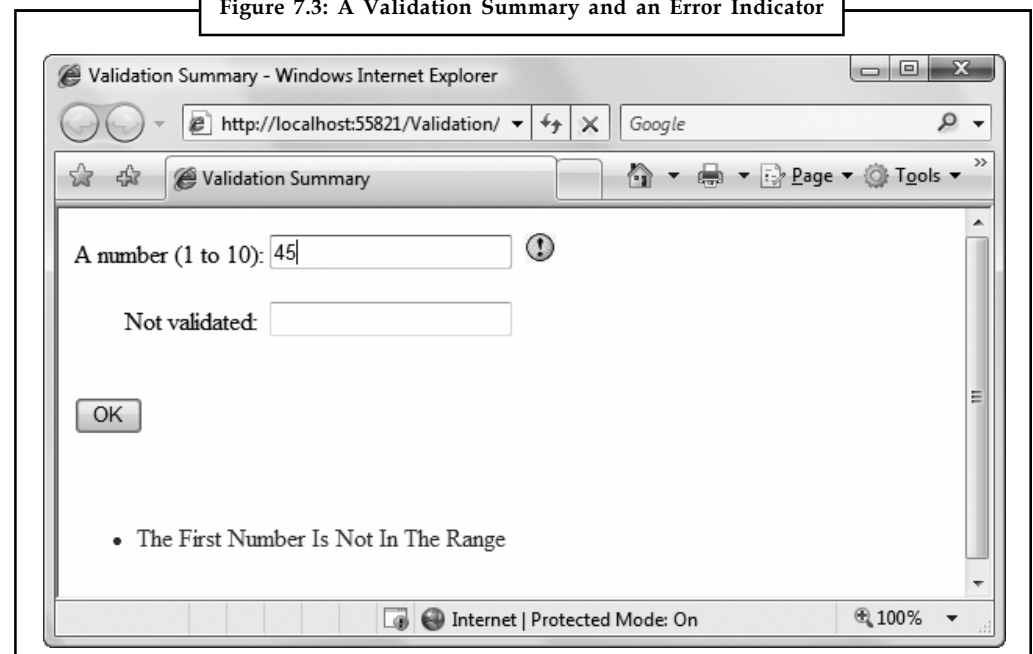 Figure 7.3: A Validation Summary and an Error Indicator
Validation Summary - Windows Internet Explorer
http://localhost:55821/Validation/
Google
Validation Summary
Page
Tools
A number (1 to 10): 45
Not validated:
OK
• The First Number Is Not In The Range
Internet | Protected Mode: On
100%